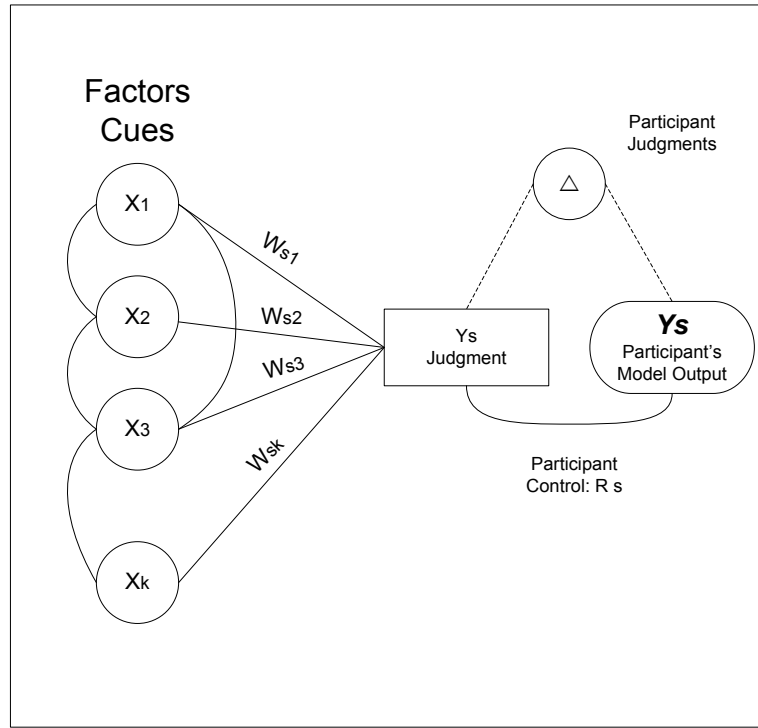 Factors
Cues
X1
X2
X3
Xk
Ws1
Ws2
Ws3
Wsk
Ys
Judgment
Participant
Judgments
△
Ys
Participant’s
Model Output
Participant
Control: R s